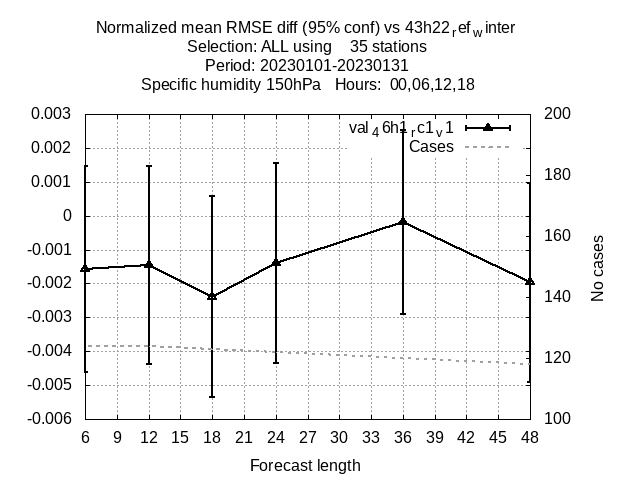 Normalized mean RMSE diff (95% conf) vs 43h22refwinter
Selection: ALL using 35 stations
Period: 20230101-20230131
Specific humidity 150hPa Hours: 00,06,12,18
0.003 200
val46h1rc1v1
0.002 180
Cases
0.001
0 160
-0.001
-0.002 140
-0.003
-0.004 120
-0.005
-0.006 100
No cases
6 9 12 15 18 21 24 27 30 33 36 39 42 45 48
Forecast length